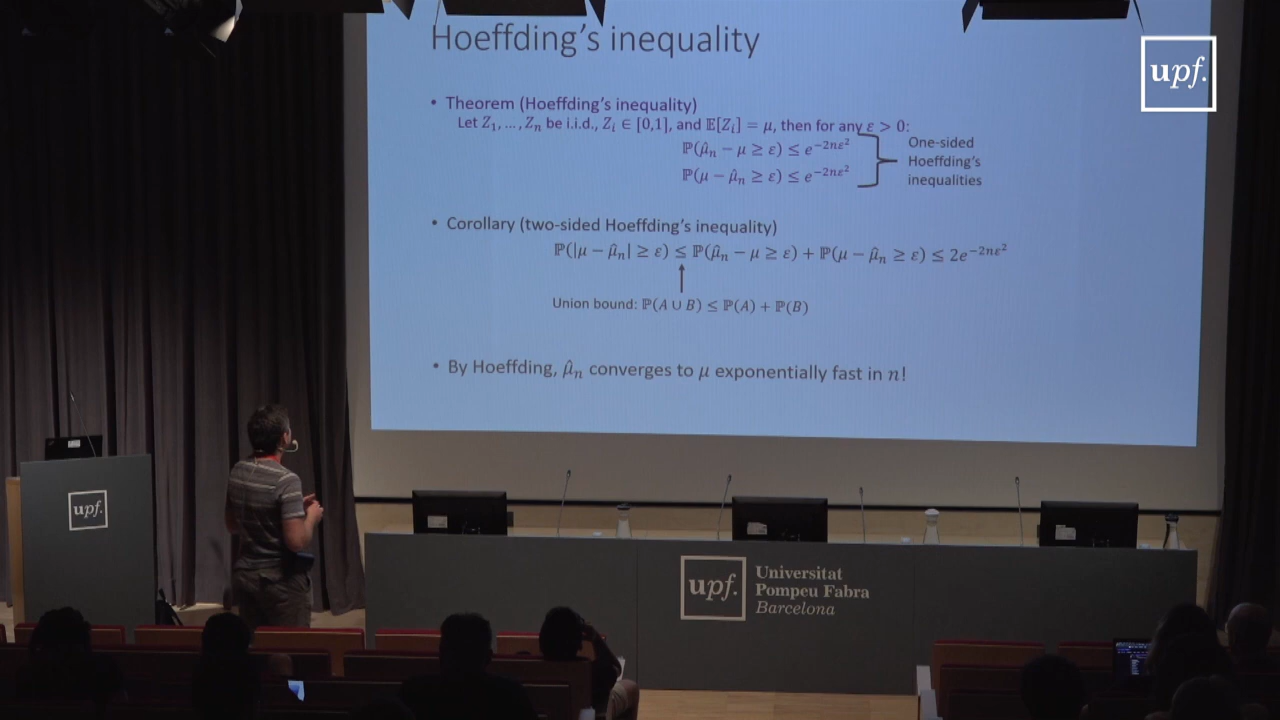 Hoeffding's inequality
upf.
• Theorem (Hoeffding's inequality)
Let Z₁, … , Zₙ be i.i.d., Zᵢ ∈ [0,1], and 𝔼[Zᵢ] = μ, then for any ε > 0:
ℙ(μ̂ₙ − μ ≥ ε) ≤ e^{−2nε²}
ℙ(μ − μ̂ₙ ≥ ε) ≤ e^{−2nε²}
One-sided
Hoeffding's
inequalities
• Corollary (two-sided Hoeffding's inequality)
ℙ(|μ − μ̂ₙ| ≥ ε) ≤ ℙ(μ̂ₙ − μ ≥ ε) + ℙ(μ − μ̂ₙ ≥ ε) ≤ 2e^{−2nε²}
Union bound: ℙ(A ∪ B) ≤ ℙ(A) + ℙ(B)
• By Hoeffding, μ̂ₙ converges to μ exponentially fast in n!
upf.
upf.
Universitat
Pompeu Fabra
Barcelona